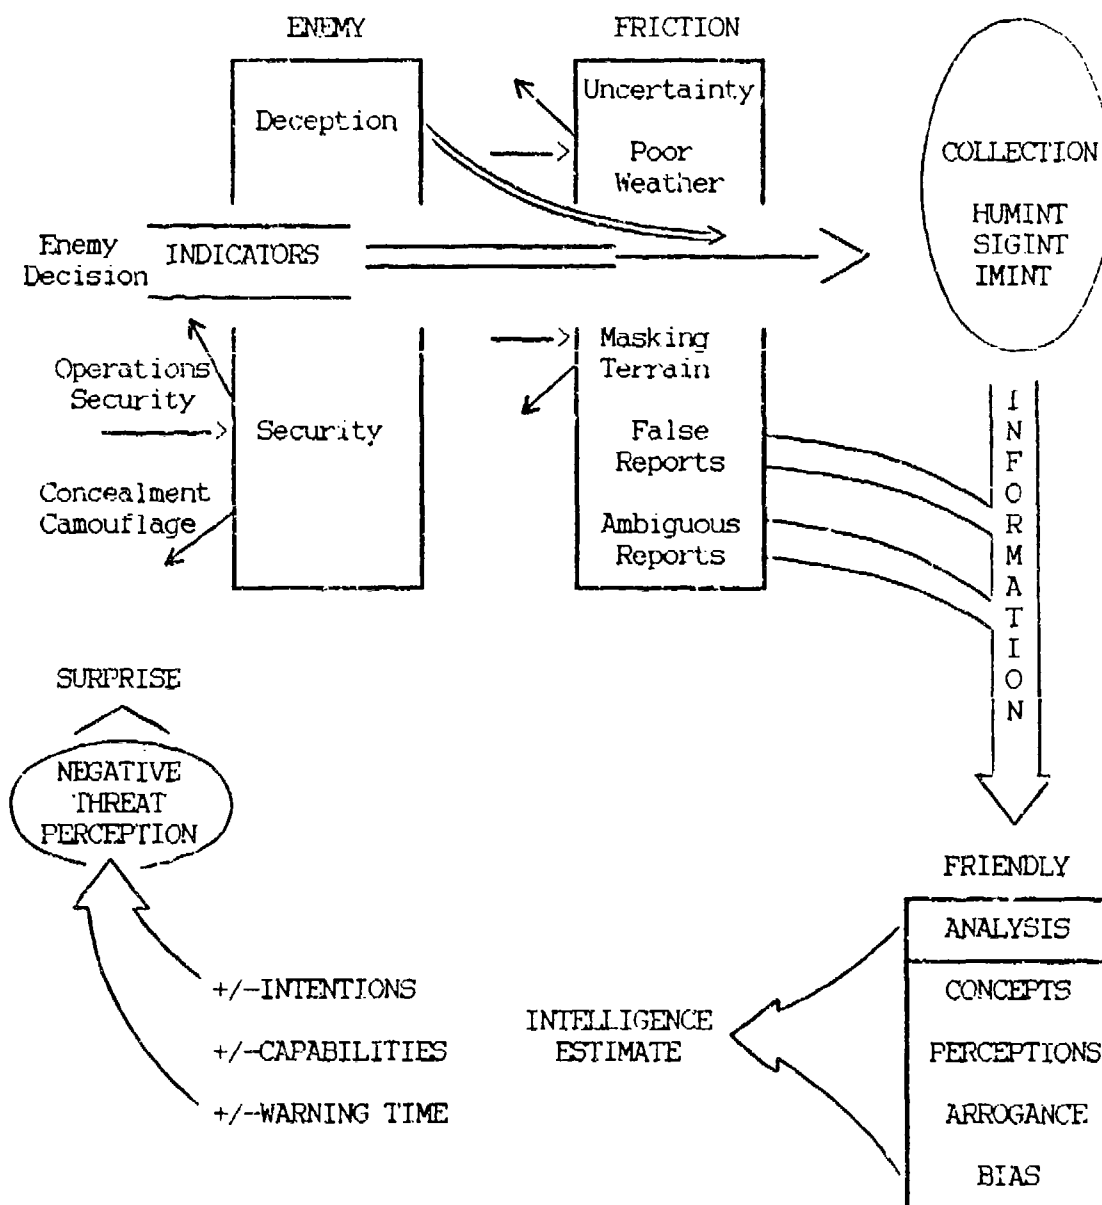 ENEMY
FRICTION
Deception
Uncertainty
Poor
Weather
COLLECTION
HUMINT
SIGINT
IMINT
Enemy
Decision
INDICATORS
Operations
Security
Security
Concealment
Camouflage
Masking
Terrain
False
Reports
Ambiguous
Reports
INFORMATION
SURPRISE
NEGATIVE
THREAT
PERCEPTION
+/-INTENTIONS
+/-CAPABILITIES
+/-WARNING TIME
INTELLIGENCE
ESTIMATE
FRIENDLY
ANALYSIS
CONCEPTS
PERCEPTIONS
ARROGANCE
BIAS